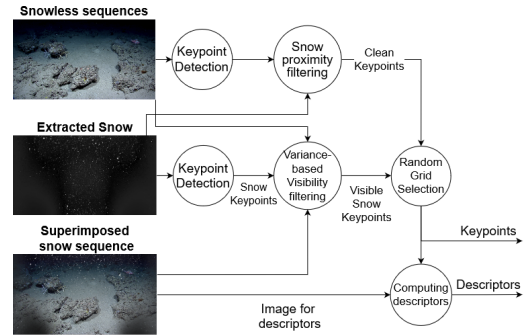 Snowless sequences
Keypoint
Detection
Snow
proximity
filtering
Clean
Keypoints
Extracted Snow
Keypoint
Detection
Snow
Keypoints
Variance-
based
Visibility
filtering
Visible
Snow
Keypoints
Random
Grid
Selection
Keypoints
Superimposed
snow sequence
Image for
descriptors
Computing
descriptors
Descriptors